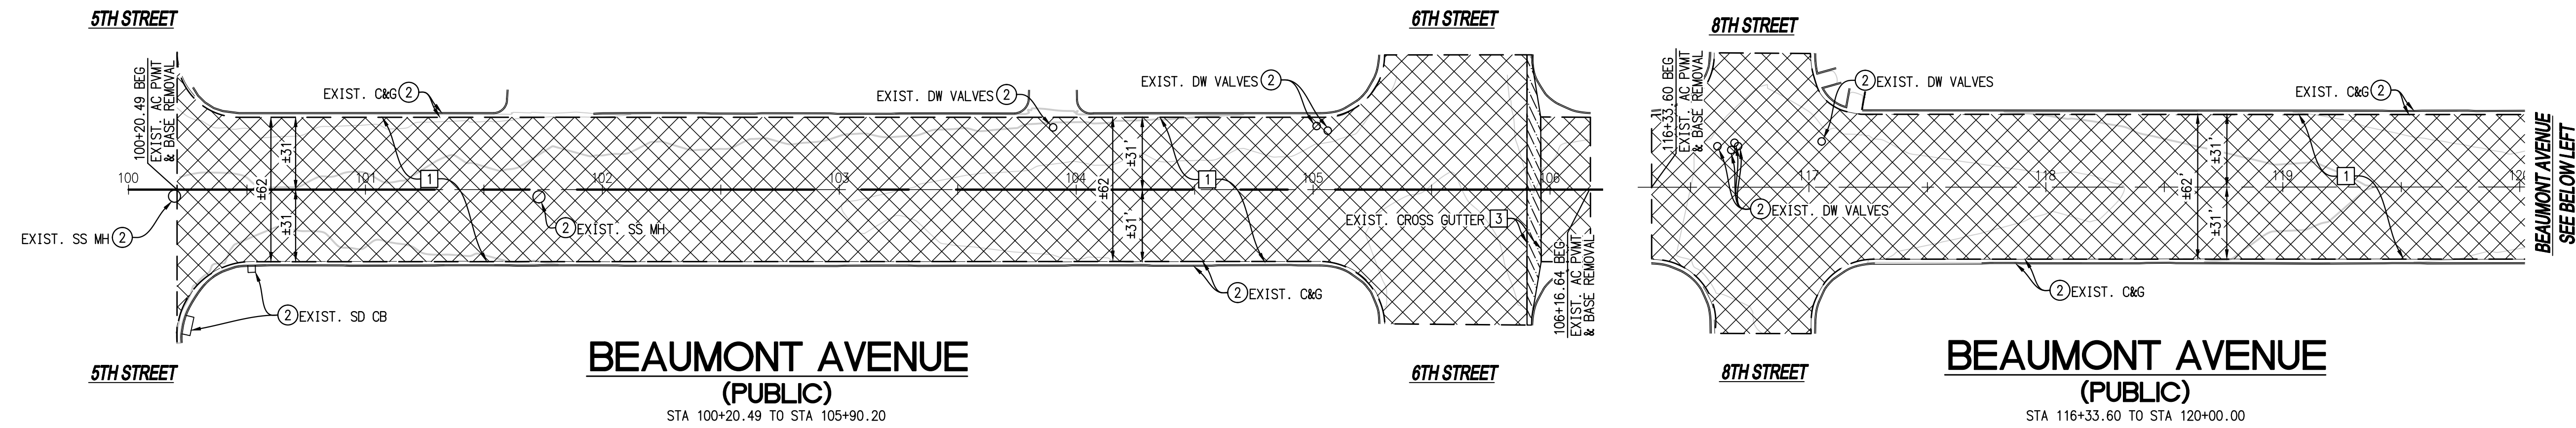 5TH STREET
100+20.49 BEG
EXIST. AC PVMT
& BASE REMOVAL
EXIST. C&G 2
EXIST. DW VALVES 2
EXIST. DW VALVES 2
6TH STREET
100
101
102
103
104
105
106
±62
±31'
±31
1
±62
±31'
±31'
1
EXIST. SS MH 2
2 EXIST. SS MH
EXIST. CROSS GUTTER 3
106+16.64 BEG
EXIST. AC PVMT
& BASE REMOVAL
2 EXIST. SD CB
2 EXIST. C&G
5TH STREET
6TH STREET
BEAUMONT AVENUE
(PUBLIC)
STA 100+20.49 TO STA 105+90.20
8TH STREET
116+33.60 BEG
EXIST. AC PVMT
& BASE REMOVAL
2 EXIST. DW VALVES
EXIST. C&G 2
117
118
119
±62'
±31'
±31'
1
2 EXIST. DW VALVES
2 EXIST. C&G
BEAUMONT AVENUE
SEE BELOW LEFT
8TH STREET
BEAUMONT AVENUE
(PUBLIC)
STA 116+33.60 TO STA 120+00.00